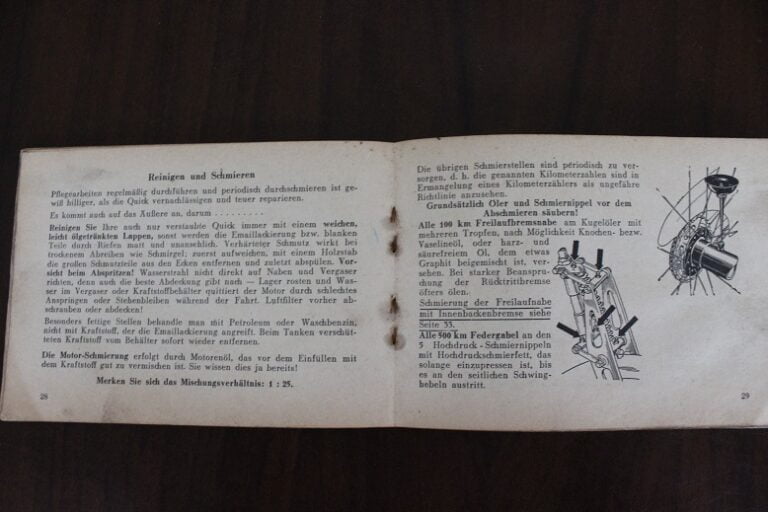 Reinigen und Schmieren
Pflegearbeiten regelmäßig durchführen und periodisch durchschmieren ist ge-
wiß billiger, als die Quick vernachlässigen und teuer reparieren.
Es kommt auch auf das Äußere an, darum . . . . . . . . .
Reinigen Sie Ihre auch nur verstaubte Quick immer mit einem weichen,
leicht ölgetränkten Lappen, sonst werden die Emaillackierung bzw. blanken
Teile durch Riefen matt und unansehlich. Verhärteter Schmutz wirkt bei
trockenem Abreiben wie Schmirgel; zuerst aufweichen, mit einem Holzstab
die großen Schmutzteile aus den Ecken entfernen und zuletzt abspülen. Vor-
sicht beim Abspritzen! Wasserstrahl nicht direkt auf Naben und Vergaser
richten, denn auch die beste Abdeckung gibt nach — Lager rosten und Was-
ser im Vergaser oder Kraftstoffbehälter quittiert der Motor durch schlechtes
Anspringen oder Stehenbleiben während der Fahrt. Luftfilter vorher ab-
schrauben oder abdecken!
Besonders fettige Stellen behandle man mit Petroleum oder Waschbenzin,
nicht mit Kraftstoff, der die Emaillackierung angreift. Beim Tanken verschüt-
teten Kraftstoff vom Behälter sofort wieder entfernen.
Die Motor-Schmierung erfolgt durch Motorenöl, das vor dem Einfüllen mit
dem Kraftstoff gut zu vermischen ist. Sie wissen dies ja bereits!
Merken Sie sich das Mischungsverhältnis: 1 : 25.
28
Die übrigen Schmierstellen sind periodisch zu ver-
sorgen, d. h. die genannten Kilometerzahlen sind in
Ermangelung eines Kilometerzählers als ungefähre
Richtlinie anzusehen.
Grundsätzlich Öler und Schmiernippel vor dem
Abschmieren säubern!
Alle 100 km Freilaufbremsnabe am Kugelöler mit
mehreren Tropfen, nach Möglichkeit Knochen- bzw.
Vaselineöl, oder harz- und
säurefreiem Öl, dem etwas
Graphit beigemischt ist, ver-
sehen. Bei starker Beanspru-
chung der Rücktrittbremse
öfters ölen.
Schmierung der Freilaufnabe
mit Innenbackenbremse siehe
Seite 33.
Alle 500 km Federgabel an den
5 Hochdruck-Schmiernippeln
mit Hochdruckschmierfett, das
solange einzupressen ist, bis
es an den seitlichen Schwing-
hebeln austritt.
29